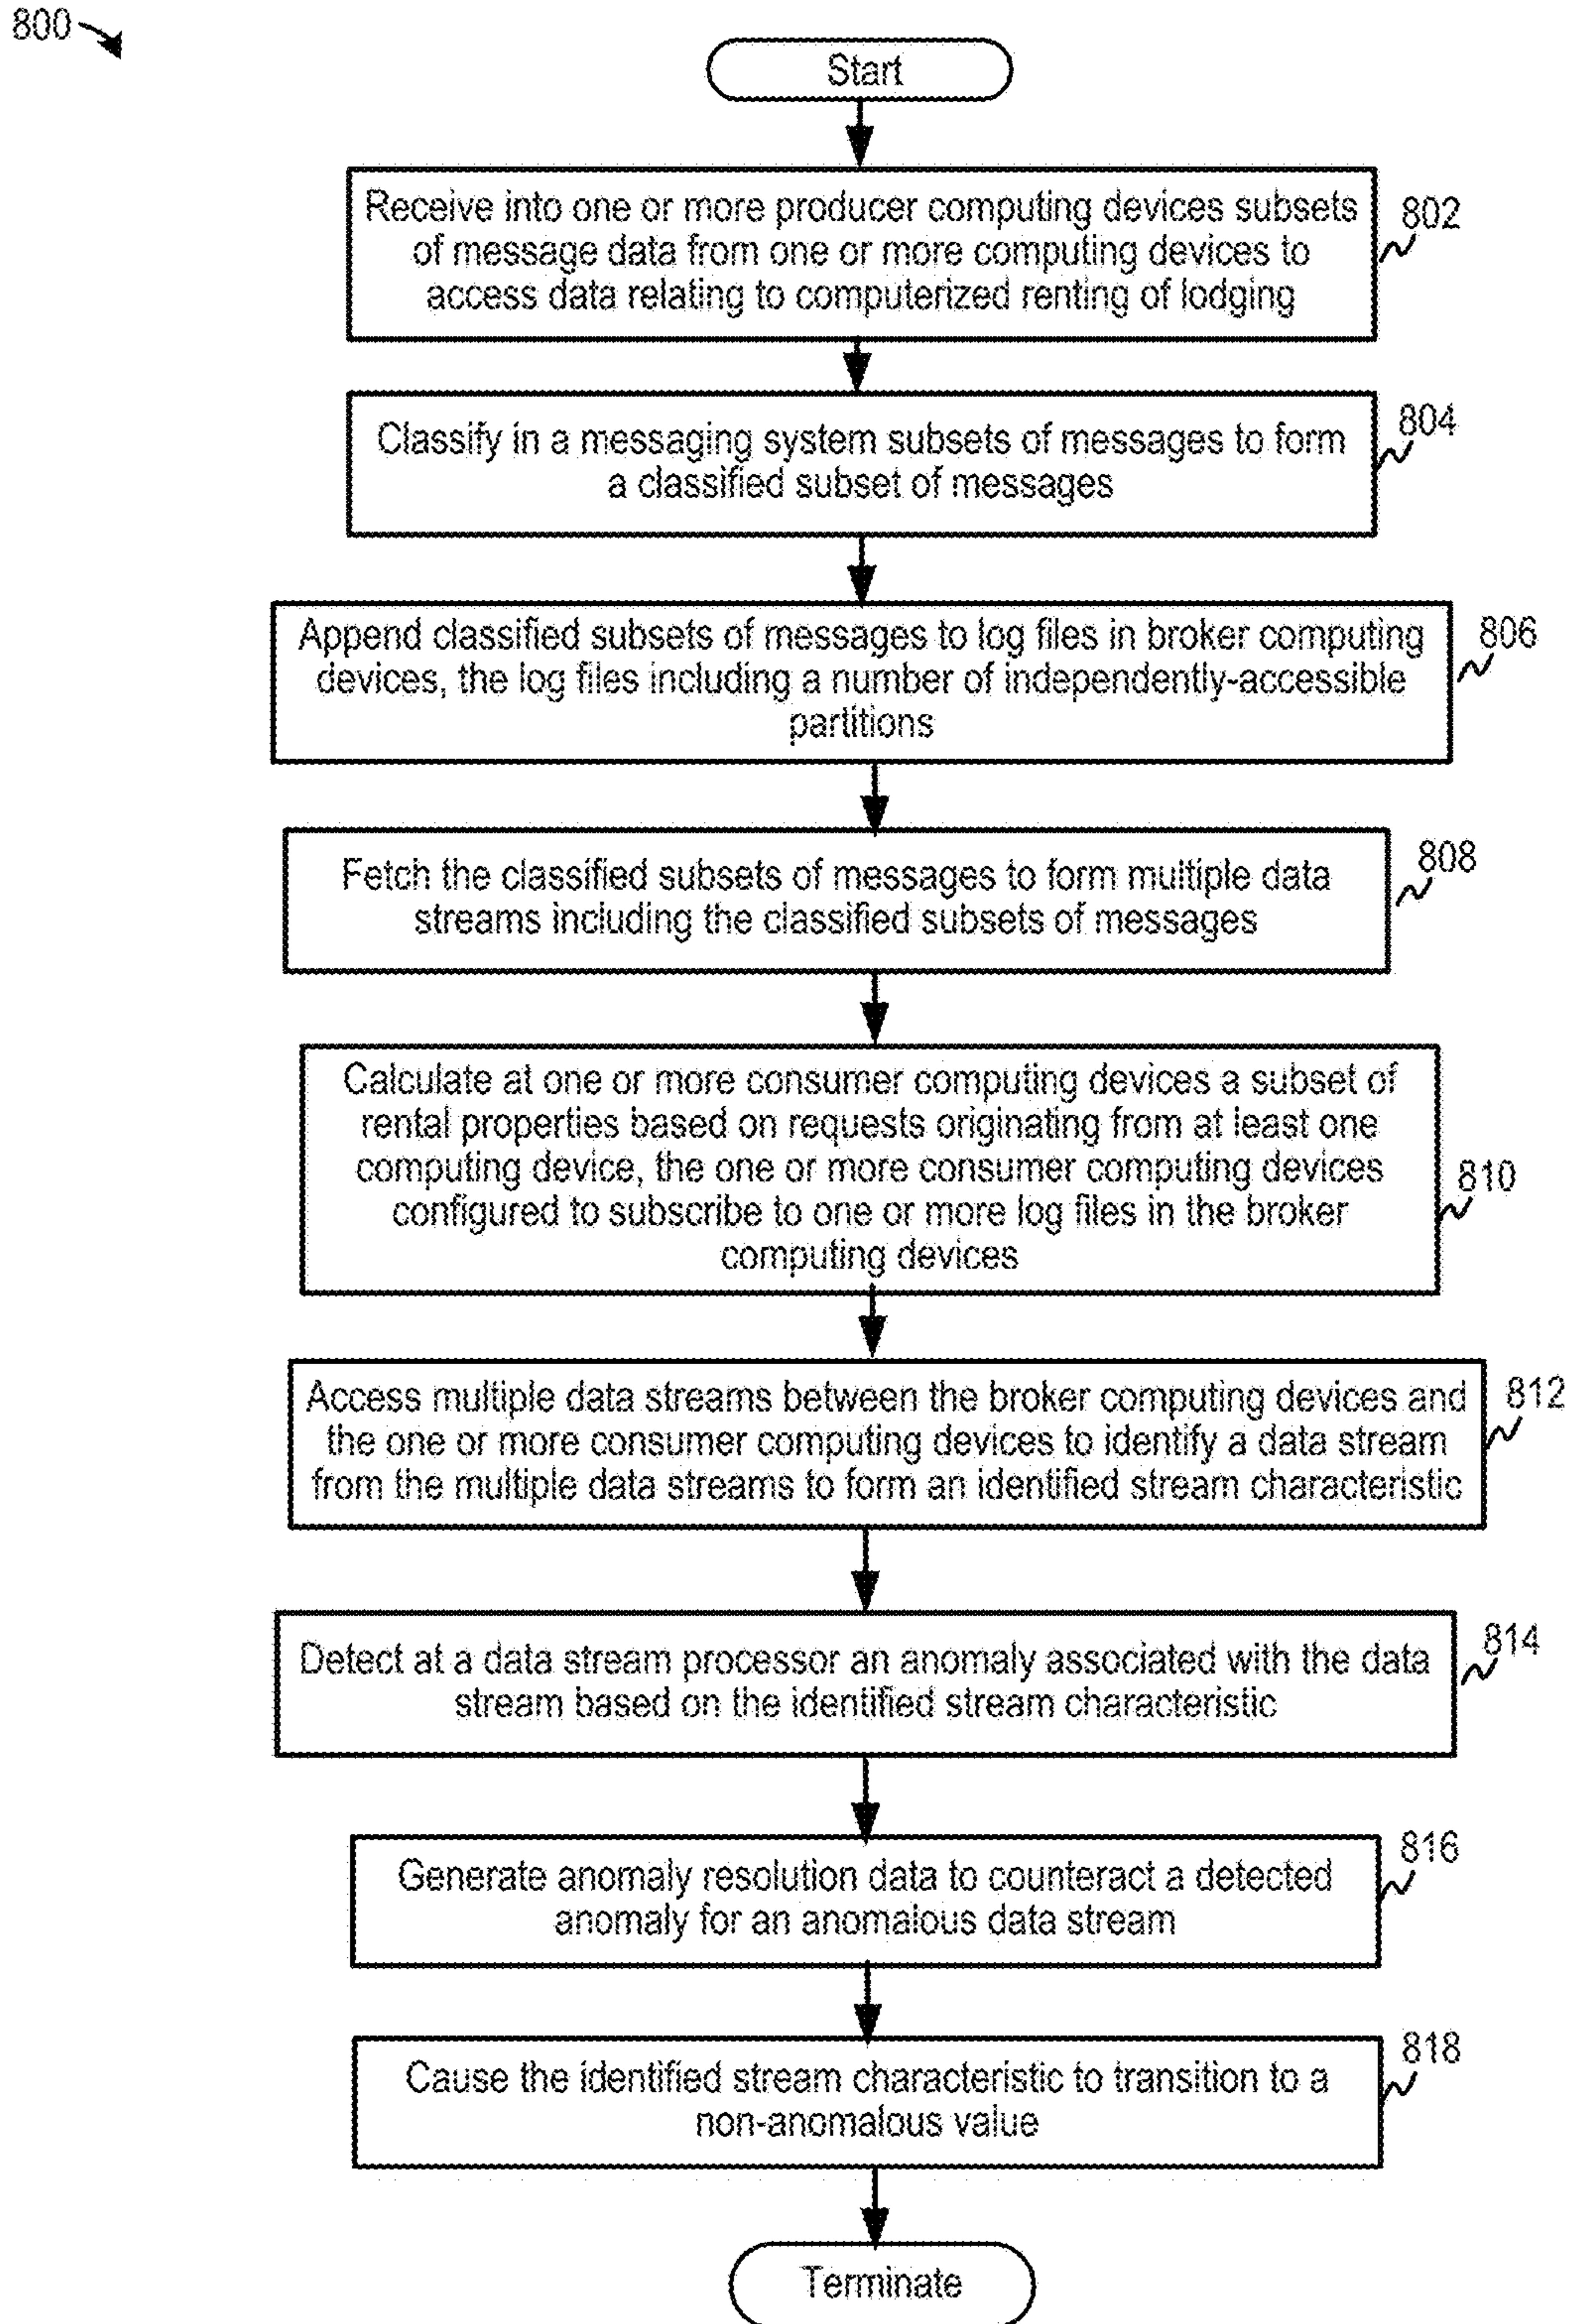 800
Start
Receive into one or more producer computing devices subsets
of message data from one or more computing devices to
access data relating to computerized renting of lodging
802
Classify in a messaging system subsets of messages to form
a classified subset of messages
804
Append classified subsets of messages to log files in broker computing
devices, the log files including a number of independently-accessible
partitions
806
Fetch the classified subsets of messages to form multiple data
streams including the classified subsets of messages
808
Calculate at one or more consumer computing devices a subset of
rental properties based on requests originating from at least one
computing device, the one or more consumer computing devices
configured to subscribe to one or more log files in the broker
computing devices
810
Access multiple data streams between the broker computing devices and
the one or more consumer computing devices to identify a data stream
from the multiple data streams to form an identified stream characteristic
812
Detect at a data stream processor an anomaly associated with the data
stream based on the identified stream characteristic
814
Generate anomaly resolution data to counteract a detected
anomaly for an anomalous data stream
816
Cause the identified stream characteristic to transition to a
non-anomalous value
818
Terminate